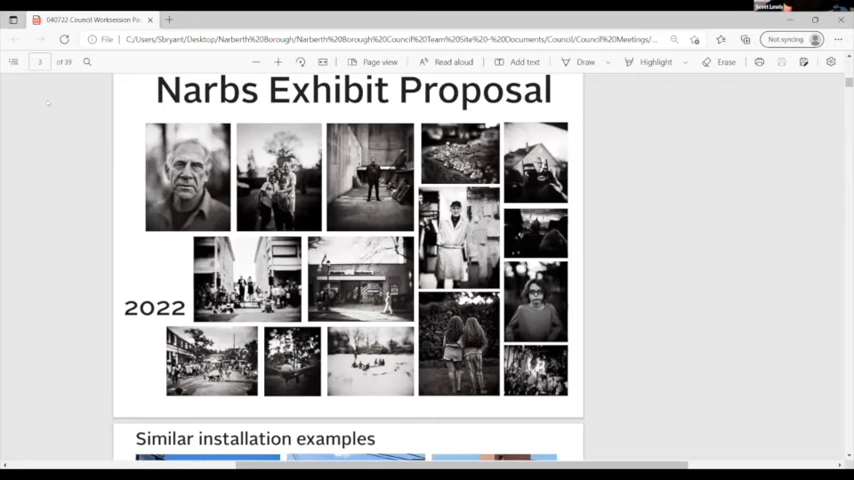 Scott Lewis
040722 Council Worksession Pac
File
C:/Users/Sbryant/Desktop/Narberth%20Borough/Narberth%20Borough%20Council%20Team%20Site%20-%20Documents/Council/Council%20Meetings/...
Not syncing
3 of 39
Page view
Read aloud
Add text
Draw
Highlight
Erase
Narbs Exhibit Proposal
2022
Similar installation examples